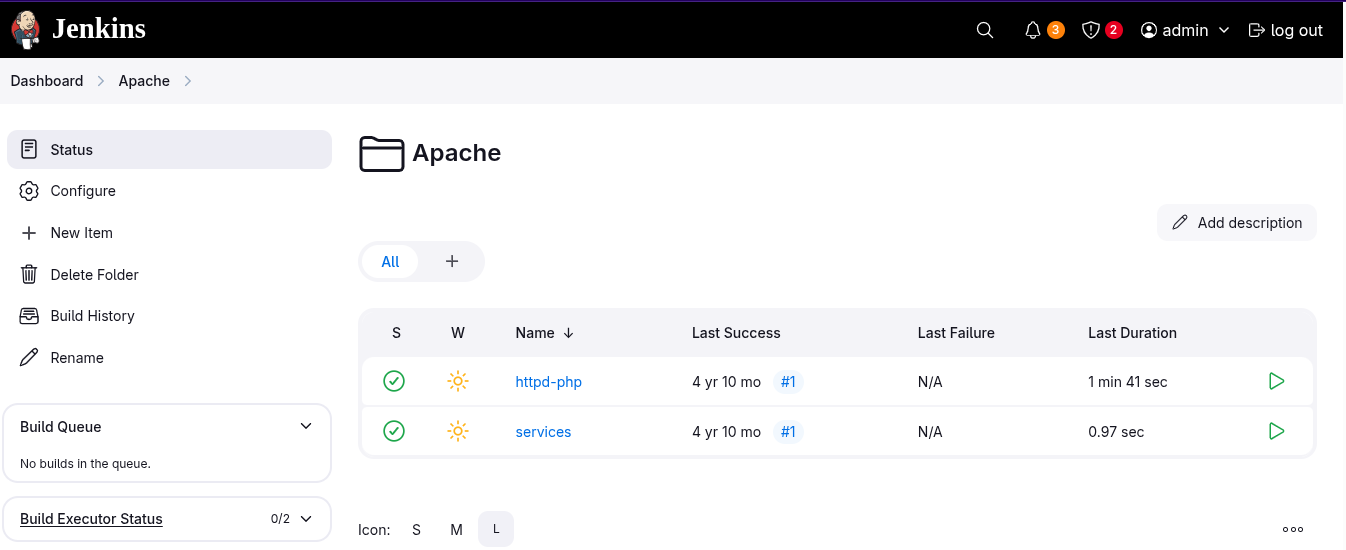 Jenkins
3
2
admin
log out
Dashboard
Apache
Status
Configure
New Item
Delete Folder
Build History
Rename
Build Queue
No builds in the queue.
Build Executor Status 0/2
Apache
Add description
All +
S W Name ↓ Last Success Last Failure Last Duration
httpd-php 4 yr 10 mo #1 N/A 1 min 41 sec
services 4 yr 10 mo #1 N/A 0.97 sec
Icon: S M L